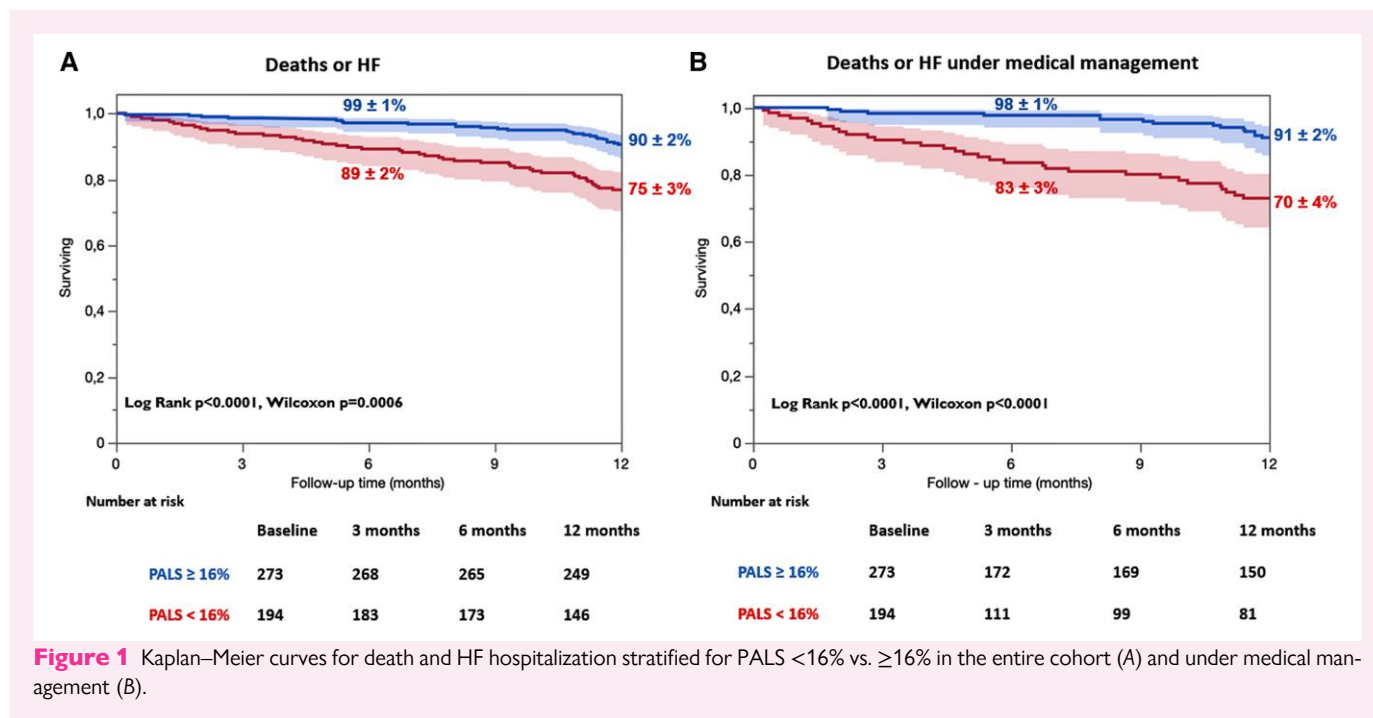 A
Deaths or HF
1,0
0,8
0,6
0,4
0,2
0
Surviving
99 ± 1%
90 ± 2%
89 ± 2%
75 ± 3%
Log Rank p<0.0001, Wilcoxon p=0.0006
0 3 6 9 12
Follow-up time (months)
Number at risk
Baseline 3 months 6 months 12 months
PALS ≥ 16% 273 268 265 249
PALS < 16% 194 183 173 146
B
Deaths or HF under medical management
1,0
0,8
0,6
0,4
0,2
0
Surviving
98 ± 1%
91 ± 2%
83 ± 3%
70 ± 4%
Log Rank p<0.0001, Wilcoxon p<0.0001
0 3 6 9 12
Follow - up time (months)
Number at risk
Baseline 3 months 6 months 12 months
PALS ≥ 16% 273 172 169 150
PALS < 16% 194 111 99 81
Figure 1 Kaplan–Meier curves for death and HF hospitalization stratified for PALS <16% vs. ≥16% in the entire cohort (A) and under medical man-
agement (B).